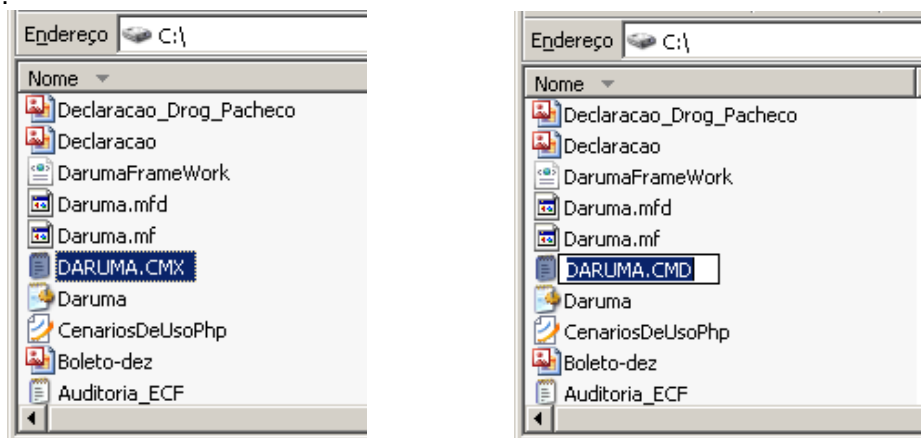 .
Endereço C:\
Nome
Declaracao_Drog_Pacheco
Declaracao
DarumaFrameWork
Daruma.mfd
Daruma.mf
DARUMA.CMX
Daruma
CenariosDeUsoPhp
Boleto-dez
Auditoria_ECF
Endereço C:\
Nome
Declaracao_Drog_Pacheco
Declaracao
DarumaFrameWork
Daruma.mfd
Daruma.mf
DARUMA.CMD
Daruma
CenariosDeUsoPhp
Boleto-dez
Auditoria_ECF